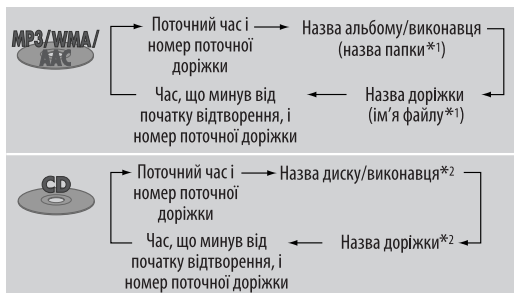 MP3/WMA/
AAC
Поточний час і
номер поточної
доріжки
Назва альбому/виконавця
(назва папки*1)
Назва доріжки
(ім’я файлу*1)
Час, що минув від
початку відтворення, і
номер поточної доріжки
CD
Поточний час і
номер поточної
доріжки
Назва диску/виконавця*2
Назва доріжки*2
Час, що минув від
початку відтворення, і
номер поточної доріжки